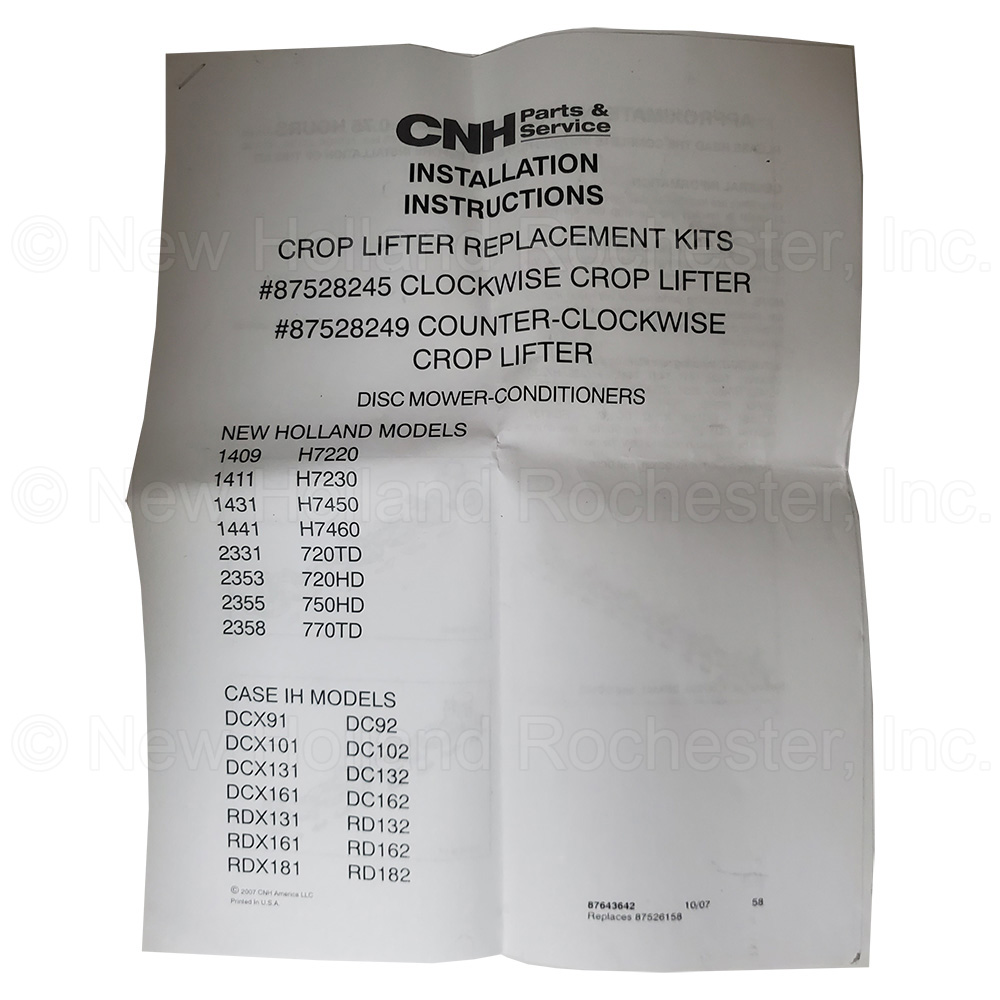 CNH Parts & Service
INSTALLATION
INSTRUCTIONS
CROP LIFTER REPLACEMENT KITS
#87528245 CLOCKWISE CROP LIFTER
#87528249 COUNTER-CLOCKWISE
CROP LIFTER
DISC MOWER-CONDITIONERS
NEW HOLLAND MODELS
1409 H7220
1411 H7230
1431 H7450
1441 H7460
2331 720TD
2353 720HD
2355 750HD
2358 770TD
CASE IH MODELS
DCX91 DC92
DCX101 DC102
DCX131 DC132
DCX161 DC162
RDX131 RD132
RDX161 RD162
RDX181 RD182
© 2007 CNH America LLC
Printed In U.S.A.
87643642 10/07 58
Replaces 87526158
© New Holland Rochester, Inc.
© New Holland Rochester, Inc.
© New Holland Rochester, Inc.